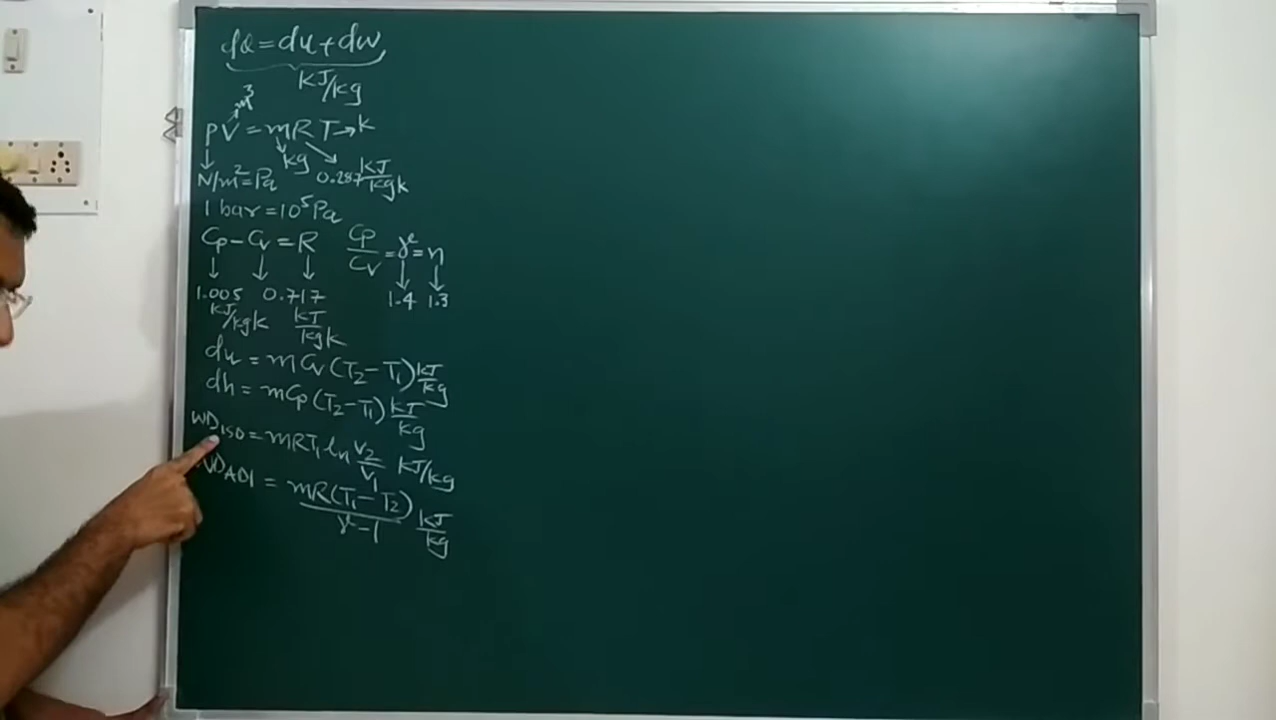 dQ = du + dw
KJ/kg
m³
PV = mRT → k
kg 0.287 KJ/kgk
N/m² = Pa
1 bar = 10⁵ Pa
Cp - Cv = R Cp/Cv = γ = n
1.005 0.717 1.4 1.3
KJ/kgk KJ/kgk
du = mCv(T2 - T1) KJ/kg
dh = mCp(T2 - T1) KJ/kg
WD ISO = mRT1 ln V2/V1 KJ/kg
WD ADI = mR(T1 - T2)/γ-1 KJ/kg